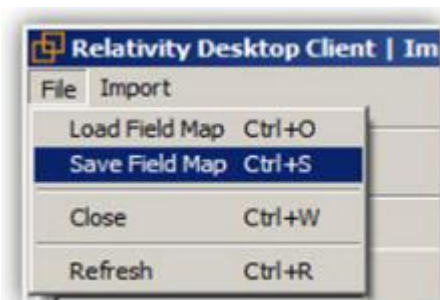 Relativity Desktop Client | Im
File Import
Load Field Map Ctrl+O
Save Field Map Ctrl+S
Close Ctrl+W
Refresh Ctrl+R